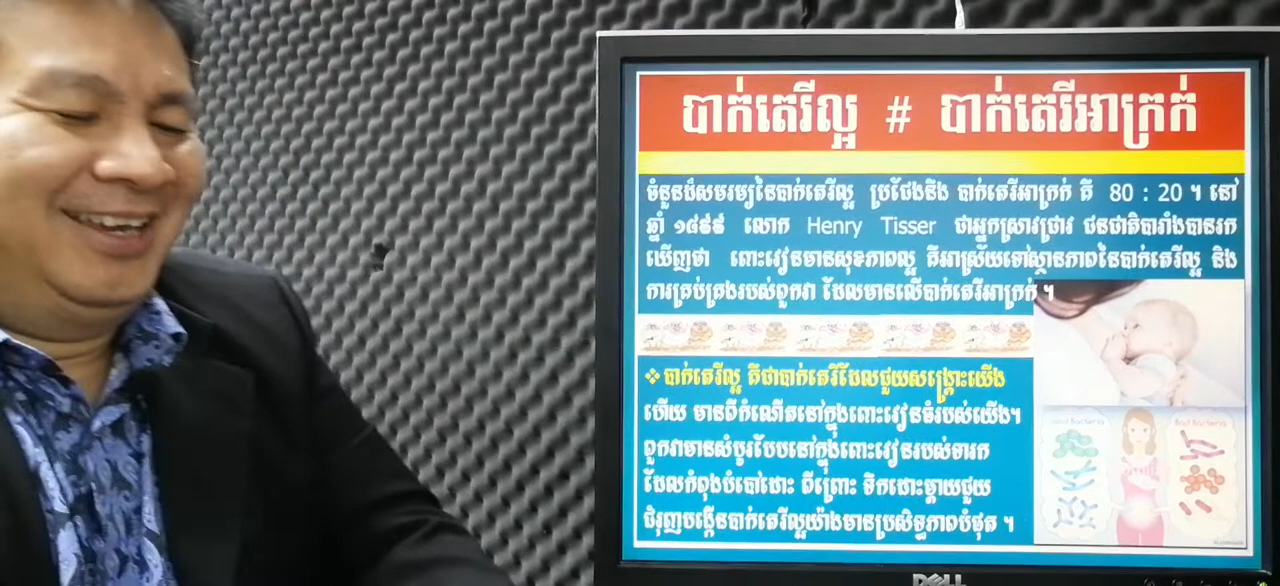 បាក់តេរីល្អ # បាក់តេរីអាក្រក់
ចំនួនដ៏សមរម្យនៃបាក់តេរីល្អ ប្រជែងនឹង បាក់តេរីអាក្រក់ គឺ 80 : 20 ។ នៅ
ឆ្នាំ ១៨៩៩ លោក Henry Tisser ជាអ្នកស្រាវជ្រាវ ជនជាតិបារាំងបានរក
ឃើញថា ពោះវៀនមានសុខភាពល្អ គឺអាស្រ័យទៅស្ថានភាពនៃបាក់តេរីល្អ និង
ការគ្រប់គ្រងរបស់ពួកវា ដែលមានលើបាក់តេរីអាក្រក់ ។
❖ បាក់តេរីល្អ គឺជាបាក់តេរីដែលជួយសង្គ្រោះយើង
ហើយ មានពីកំណើតនៅក្នុងពោះវៀនធំរបស់យើង។
ពួកវាមានសំបូរបែបនៅក្នុងពោះវៀនរបស់ទារក
ដែលកំពុងបំបៅដោះ ពីព្រោះ ទឹកដោះម្តាយជួយ
ជំរុញបង្កើនបាក់តេរីល្អយ៉ាងមានប្រសិទ្ធភាពបំផុត ។
Good Bacteria
Bad Bacteria
DELL